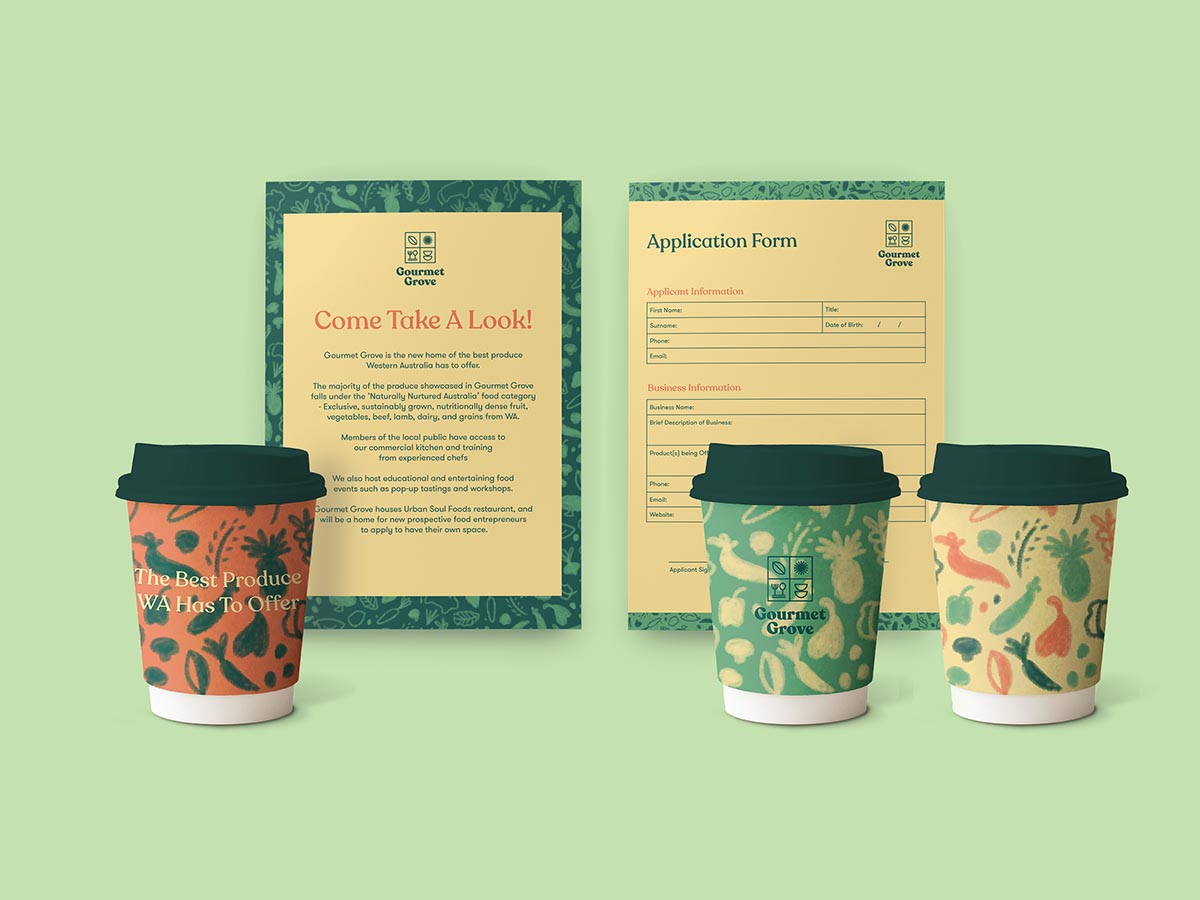 Gourmet
Grove
Come Take A Look!
Gourmet Grove is the new home of the best produce
Western Australia has to offer.
The majority of the produce showcased in Gourmet Grove
falls under the ‘Naturally Nurtured Australia’ food category
- Exclusive, sustainably grown, nutritionally dense fruit,
vegetables, beef, lamb, dairy, and grains from WA.
Members of the local public have access to
our commercial kitchen and training
from experienced chefs
We also host educational and entertaining food
events such as pop-up tastings and workshops.
Gourmet Grove houses Urban Soul Foods restaurant, and
will be a home for new prospective food entrepreneurs
to apply to have their own space.
Application Form
Gourmet
Grove
Applicant Information
First Name: Title:
Surname: Date of Birth: / /
Phone:
Email:
Business Information
Business Name:
Brief Description of Business:
Product(s) being
Phone:
Email:
Website:
Applicant
The Best Produce
WA Has To Offer
Gourmet
Grove